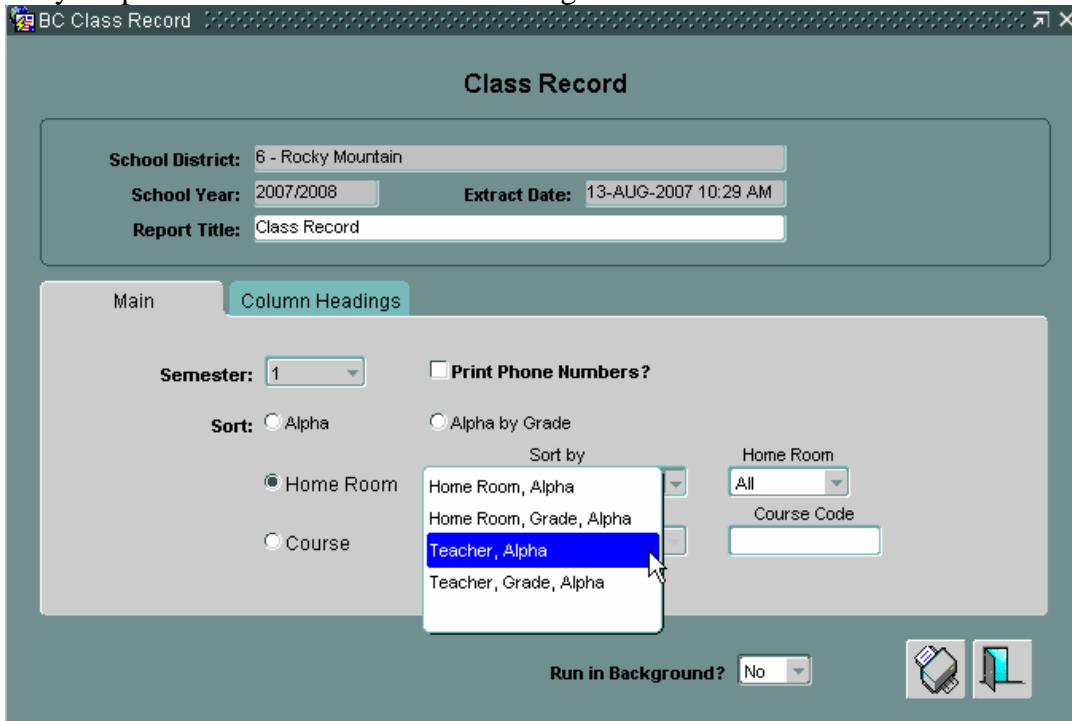 BC Class Record
Class Record
School District: 6 - Rocky Mountain
School Year: 2007/2008 Extract Date: 13-AUG-2007 10:29 AM
Report Title: Class Record
Main Column Headings
Semester: 1 Print Phone Numbers?
Sort: Alpha Alpha by Grade
Sort by Home Room
Home Room Home Room, Alpha All
Home Room, Grade, Alpha Course Code
Course Teacher, Alpha
Teacher, Grade, Alpha
Run in Background? No